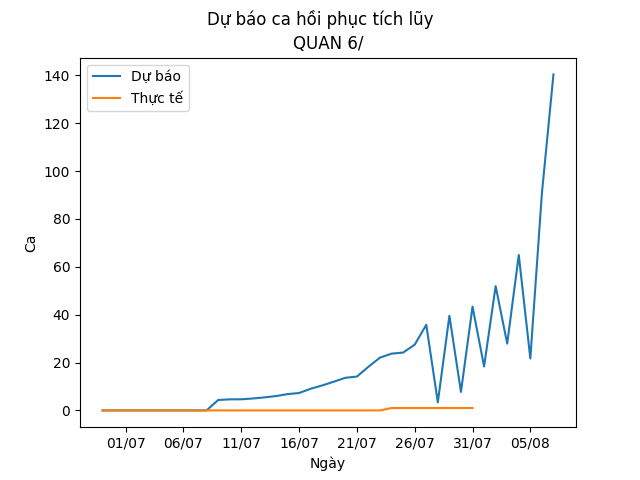 Dự báo ca hồi phục tích lũy
QUAN 6/
Dự báo
Thực tế
140
120
100
80
60
40
20
0
Ca
01/07 06/07 11/07 16/07 21/07 26/07 31/07 05/08
Ngày